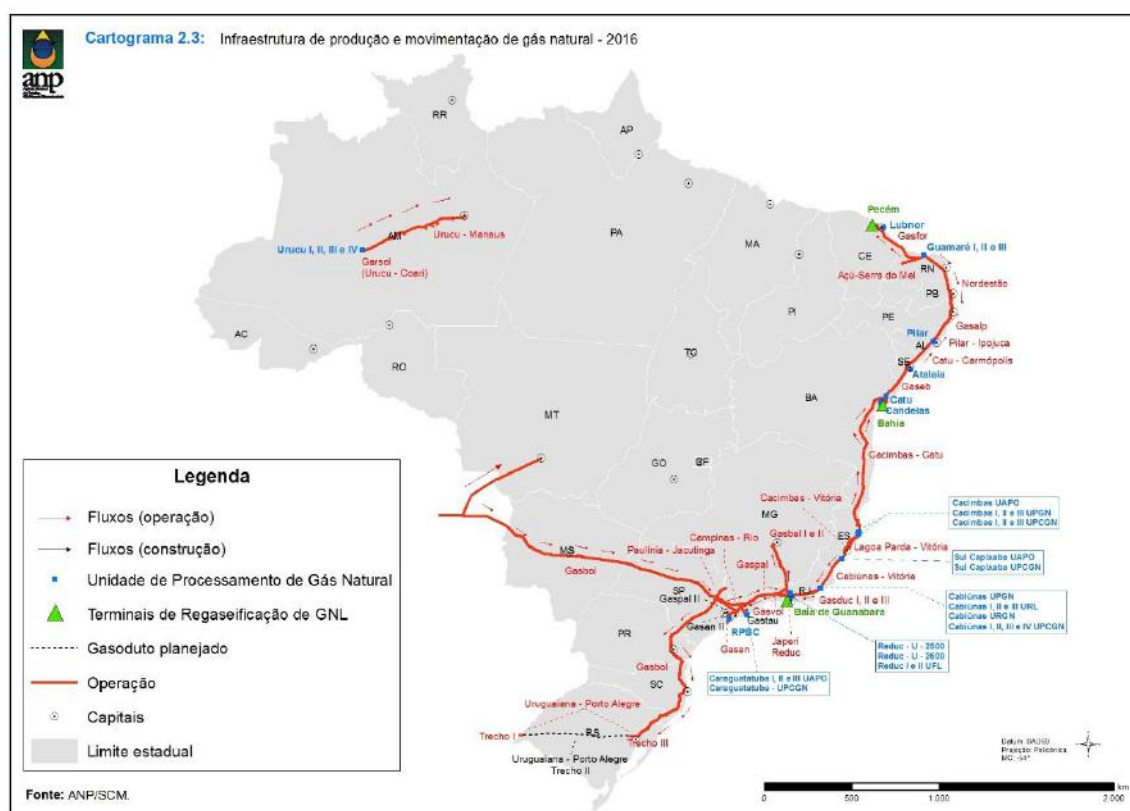 anp
Cartograma 2.3: Infraestrutura de produção e movimentação de gás natural - 2016
RR
AP
Pecém
Lubnor
Gasfor
Guamaré I, II e III
Urucu I, II, III e IV
AM
Urucu - Manaus
Garsol
(Urucu - Coari)
PA
MA
CE
Açú-Serra do Mel
RN
Nordestão
PB
PI
PE
Gasalp
AC
RO
TO
Pilar
AL
Pilar - Ipojuca
SE
Catu - Carmópolis
Atalaia
Gaseb
MT
BA
Catu
Candeias
Bahia
GO
DF
Cacimbas - Catu
Legenda
Fluxos (operação)
Fluxos (construção)
Unidade de Processamento de Gás Natural
Terminais de Regaseificação de GNL
Gasoduto planejado
Operação
Capitais
Limite estadual
Cacimbas - Vitória
MG
Cacimbas UAPO
Cacimbas I, II e III UPGN
Cacimbas I, II e III UPCGN
Campinas - Rio
Gasbel I e II
ES
MS
Paulínia - Jacutinga
Lagoa Parda - Vitória
Sul Capixaba UAPO
Sul Capixaba UPCGN
Gasbol
Gaspal
Cabiúnas - Vitória
SP
Gaspal II
RJ
Gasduc I, II e III
Cabiúnas UPGN
Cabiúnas I, II e III URL
Cabiúnas URGN
Cabiúnas I, II, III e IV UPCGN
Gasvol
Baía de Guanabara
Gasan II
RPBC
Gastau
PR
Gasan
Japeri
Reduc
Reduc - U - 2500
Reduc - U - 2600
Reduc I e II UFL
Gasbol
Caraguatatuba I, II e III UAPO
Caraguatatuba - UPCGN
SC
Uruguaiana - Porto Alegre
RS
Trecho I
Trecho III
Uruguaiana - Porto Alegre
Trecho II
Datum: SAD69
Projeção: Policônica
MC: -54°
km
0
500
1.000
2.000
Fonte: ANP/SCM.